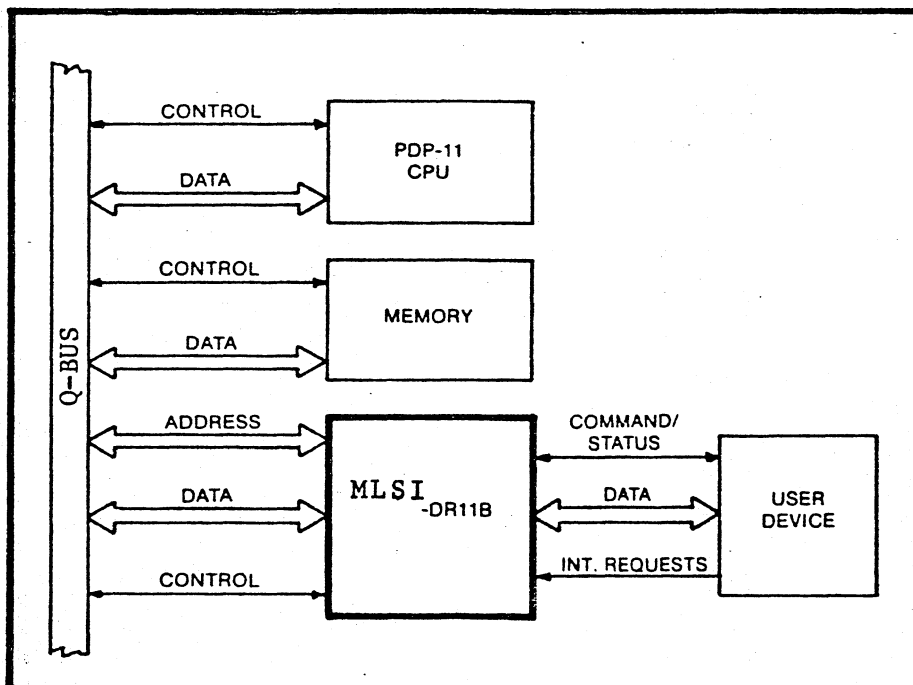 CONTROL
PDP-11
CPU
DATA
CONTROL
MEMORY
DATA
Q-BUS
ADDRESS
COMMAND/
STATUS
MLSI
-DR11B
DATA
DATA
USER
DEVICE
INT. REQUESTS
CONTROL